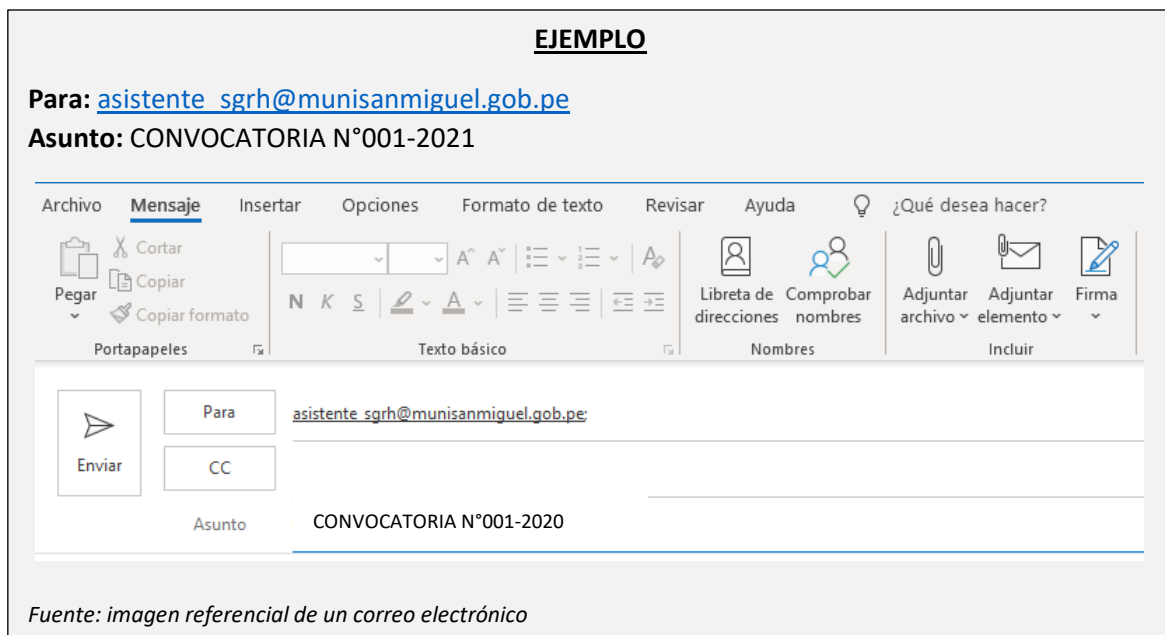 EJEMPLO
Para: asistente_sgrh@munisanmiguel.gob.pe
Asunto: CONVOCATORIA N°001-2021
Archivo Mensaje Insertar Opciones Formato de texto Revisar Ayuda ¿Qué desea hacer?
Pegar
Cortar
Copiar
Copiar formato
Portapapeles
N K S A
Texto básico
Libreta de direcciones
Comprobar nombres
Nombres
Adjuntar archivo
Adjuntar elemento
Firma
Incluir
Enviar
Para asistente_sgrh@munisanmiguel.gob.pe;
CC
Asunto CONVOCATORIA N°001-2020
Fuente: imagen referencial de un correo electrónico